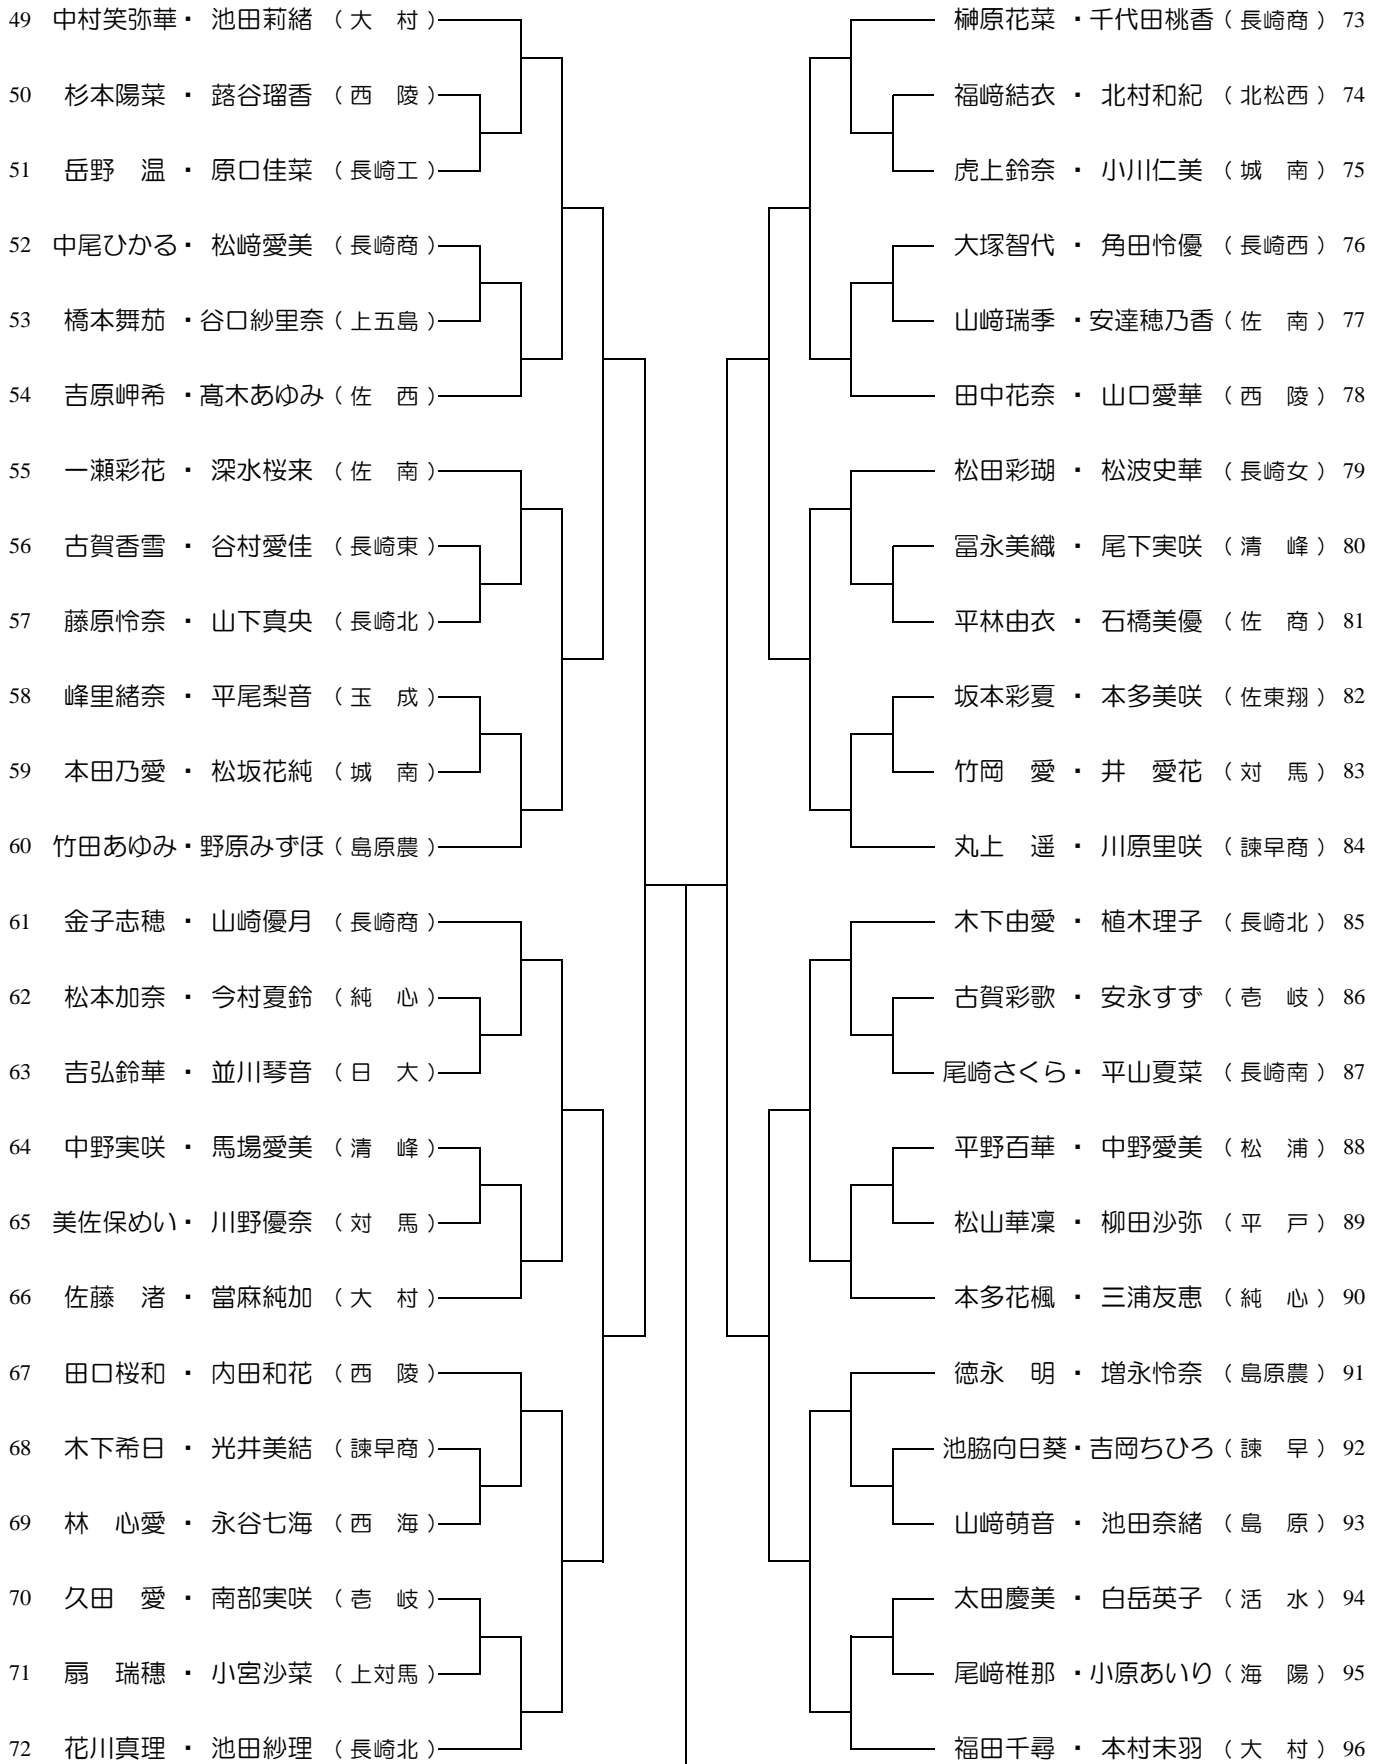 49 中村笑弥華・ 池田莉緒 （大　村）
50 杉本陽菜 ・ 蕗谷瑠香 （西　陵）
51 岳野　温 ・ 原口佳菜 （長崎工）
52 中尾ひかる・ 松﨑愛美 （長崎商）
53 橋本舞茄 ・谷口紗里奈（上五島）
54 吉原岬希 ・髙木あゆみ（佐　西）
55 一瀬彩花 ・ 深水桜来 （佐　南）
56 古賀香雪 ・ 谷村愛佳 （長崎東）
57 藤原怜奈 ・ 山下真央 （長崎北）
58 峰里緒奈 ・ 平尾梨音 （玉　成）
59 本田乃愛 ・ 松坂花純 （城　南）
60 竹田あゆみ・野原みずほ（島原農）
61 金子志穂 ・ 山崎優月 （長崎商）
62 松本加奈 ・ 今村夏鈴 （純　心）
63 吉弘鈴華 ・ 並川琴音 （日　大）
64 中野実咲 ・ 馬場愛美 （清　峰）
65 美佐保めい・ 川野優奈 （対　馬）
66 佐藤　渚 ・ 當麻純加 （大　村）
67 田口桜和 ・ 内田和花 （西　陵）
68 木下希日 ・ 光井美結 （諫早商）
69 林　心愛 ・ 永谷七海 （西　海）
70 久田　愛 ・ 南部実咲 （壱　岐）
71 扇　瑞穂 ・ 小宮沙菜 （上対馬）
72 花川真理 ・ 池田紗理 （長崎北）
榊原花菜 ・千代田桃香（長崎商） 73
福﨑結衣 ・ 北村和紀 （北松西） 74
虎上鈴奈 ・ 小川仁美 （城　南） 75
大塚智代 ・ 角田怜優 （長崎西） 76
山﨑瑞季 ・安達穂乃香（佐　南） 77
田中花奈 ・ 山口愛華 （西　陵） 78
松田彩瑚 ・ 松波史華 （長崎女） 79
冨永美織 ・ 尾下実咲 （清　峰） 80
平林由衣 ・ 石橋美優 （佐　商） 81
坂本彩夏 ・ 本多美咲 （佐東翔） 82
竹岡　愛 ・ 井　愛花 （対　馬） 83
丸上　遥 ・ 川原里咲 （諫早商） 84
木下由愛 ・ 植木理子 （長崎北） 85
古賀彩歌 ・ 安永すず （壱　岐） 86
尾崎さくら・ 平山夏菜 （長崎南） 87
平野百華 ・ 中野愛美 （松　浦） 88
松山華凜 ・ 柳田沙弥 （平　戸） 89
本多花楓 ・ 三浦友恵 （純　心） 90
徳永　明 ・ 増永怜奈 （島原農） 91
池脇向日葵・吉岡ちひろ（諫　早） 92
山﨑萌音 ・ 池田奈緒 （島　原） 93
太田慶美 ・ 白岳英子 （活　水） 94
尾﨑椎那 ・小原あいり（海　陽） 95
福田千尋 ・ 本村未羽 （大　村） 96